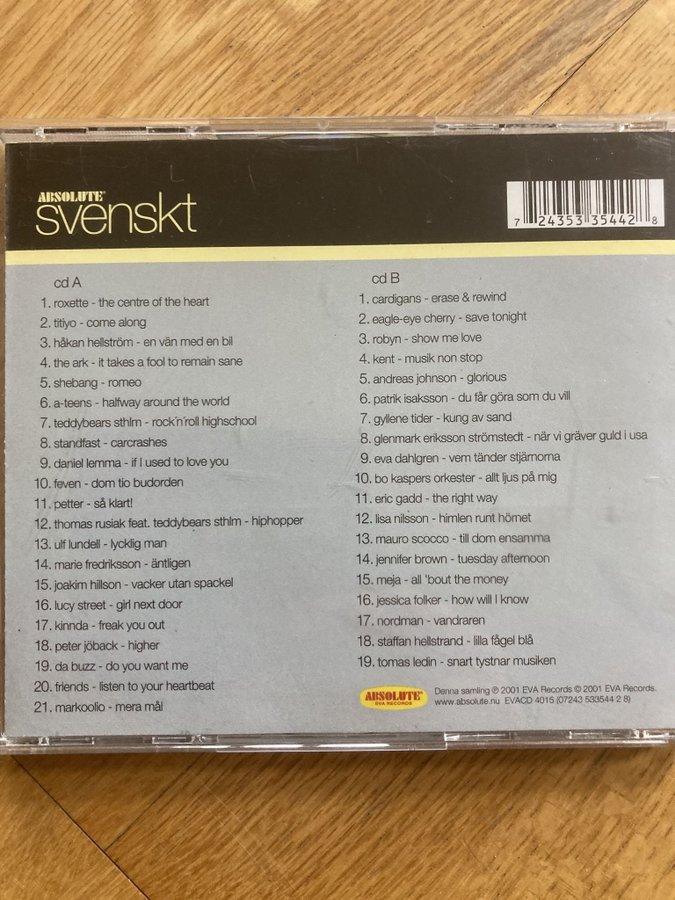 ABSOLUTE
svenskt
7 24353 35442 8
cd A
1. roxette - the centre of the heart
2. titiyo - come along
3. håkan hellström - en vän med en bil
4. the ark - it takes a fool to remain sane
5. shebang - romeo
6. a-teens - halfway around the world
7. teddybears sthlm - rock'n'roll highschool
8. standfast - carcrashes
9. daniel lemma - if I used to love you
10. feven - dom tio budorden
11. petter - så klart!
12. thomas rusiak feat. teddybears sthlm - hiphopper
13. ulf lundell - lycklig man
14. marie fredriksson - äntligen
15. joakim hillson - vacker utan spackel
16. lucy street - girl next door
17. kinnda - freak you out
18. peter jöback - higher
19. da buzz - do you want me
20. friends - listen to your heartbeat
21. markoolio - mera mål
cd B
1. cardigans - erase & rewind
2. eagle-eye cherry - save tonight
3. robyn - show me love
4. kent - musik non stop
5. andreas johnson - glorious
6. patrik isaksson - du får göra som du vill
7. gyllene tider - kung av sand
8. glenmark eriksson strömstedt - när vi gräver guld i usa
9. eva dahlgren - vem tänder stjärnorna
10. bo kaspers orkester - allt ljus på mig
11. eric gadd - the right way
12. lisa nilsson - himlen runt hörnet
13. mauro scocco - till dom ensamma
14. jennifer brown - tuesday afternoon
15. meja - all 'bout the money
16. jessica folker - how will I know
17. nordman - vandraren
18. staffan hellstrand - lilla fågel blå
19. tomas ledin - snart tystnar musiken
ABSOLUTE
EVA RECORDS
Denna samling ℗ 2001 EVA Records © 2001 EVA Records.
www.absolute.nu EVACD 4015 (07243 533544 2 8)